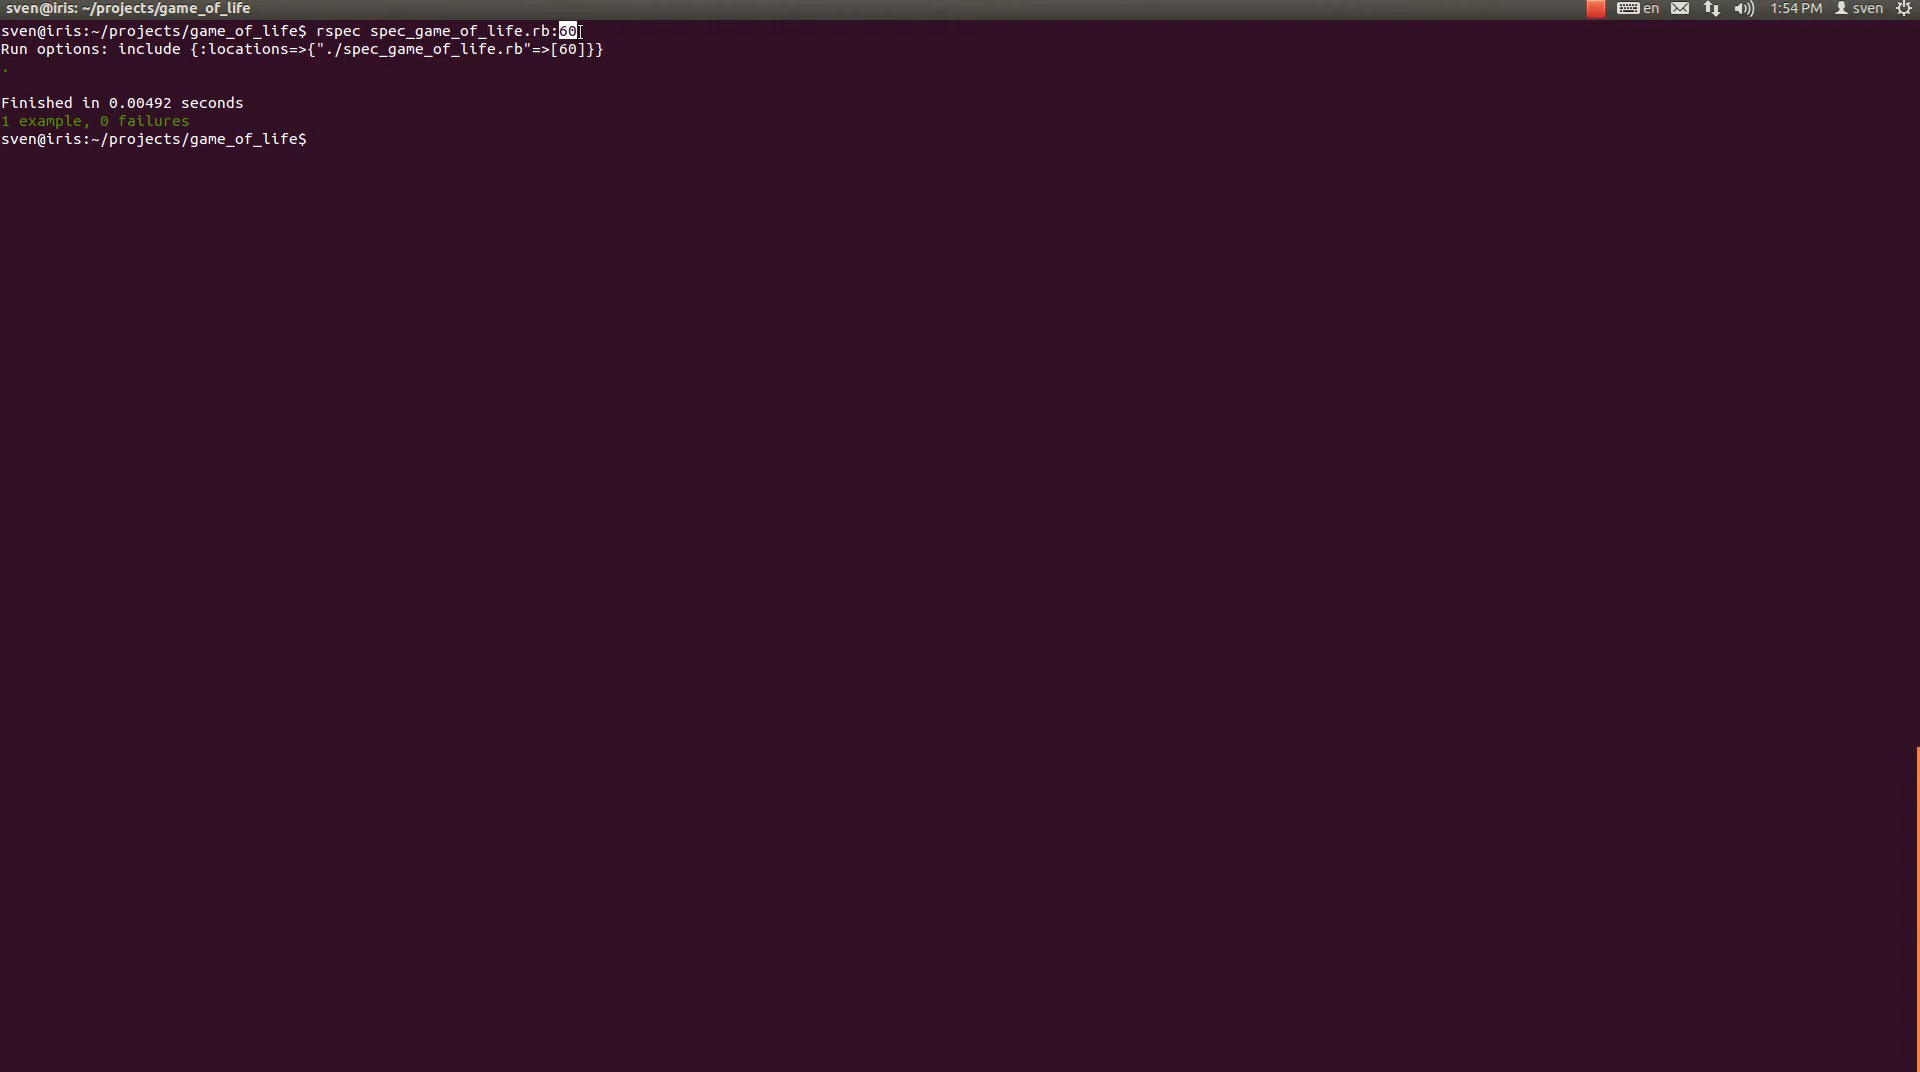 sven@iris: ~/projects/game_of_life
en
1:54 PM
sven
sven@iris:~/projects/game_of_life$ rspec spec_game_of_life.rb:60
Run options: include {:locations=>{"./spec_game_of_life.rb"=>[60]}}
.
Finished in 0.00492 seconds
1 example, 0 failures
sven@iris:~/projects/game_of_life$